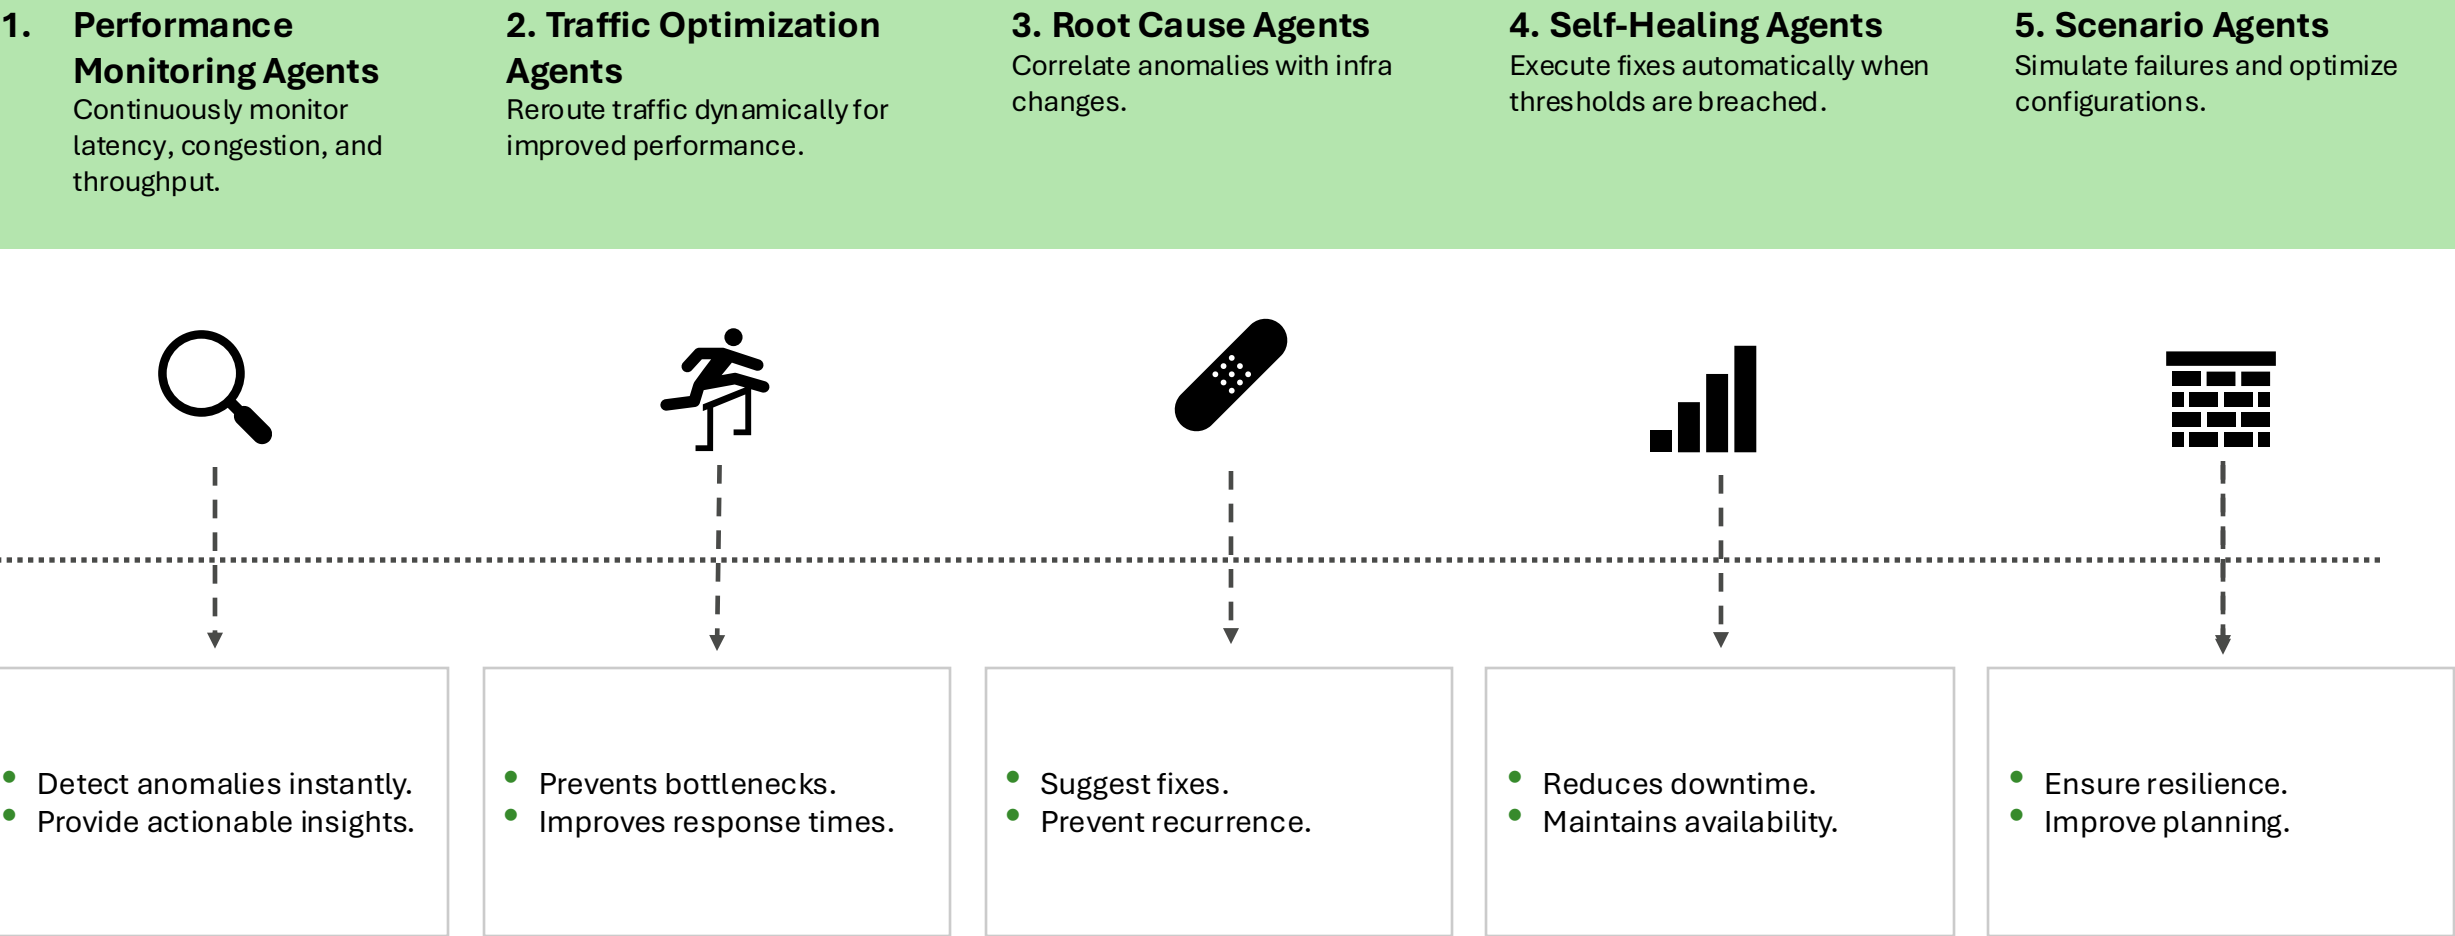 1. Performance
Monitoring Agents
Continuously monitor
latency, congestion, and
throughput.
2. Traffic Optimization
Agents
Reroute traffic dynamically for
improved performance.
3. Root Cause Agents
Correlate anomalies with infra
changes.
4. Self-Healing Agents
Execute fixes automatically when
thresholds are breached.
5. Scenario Agents
Simulate failures and optimize
configurations.
• Detect anomalies instantly.
• Provide actionable insights.
• Prevents bottlenecks.
• Improves response times.
• Suggest fixes.
• Prevent recurrence.
• Reduces downtime.
• Maintains availability.
• Ensure resilience.
• Improve planning.